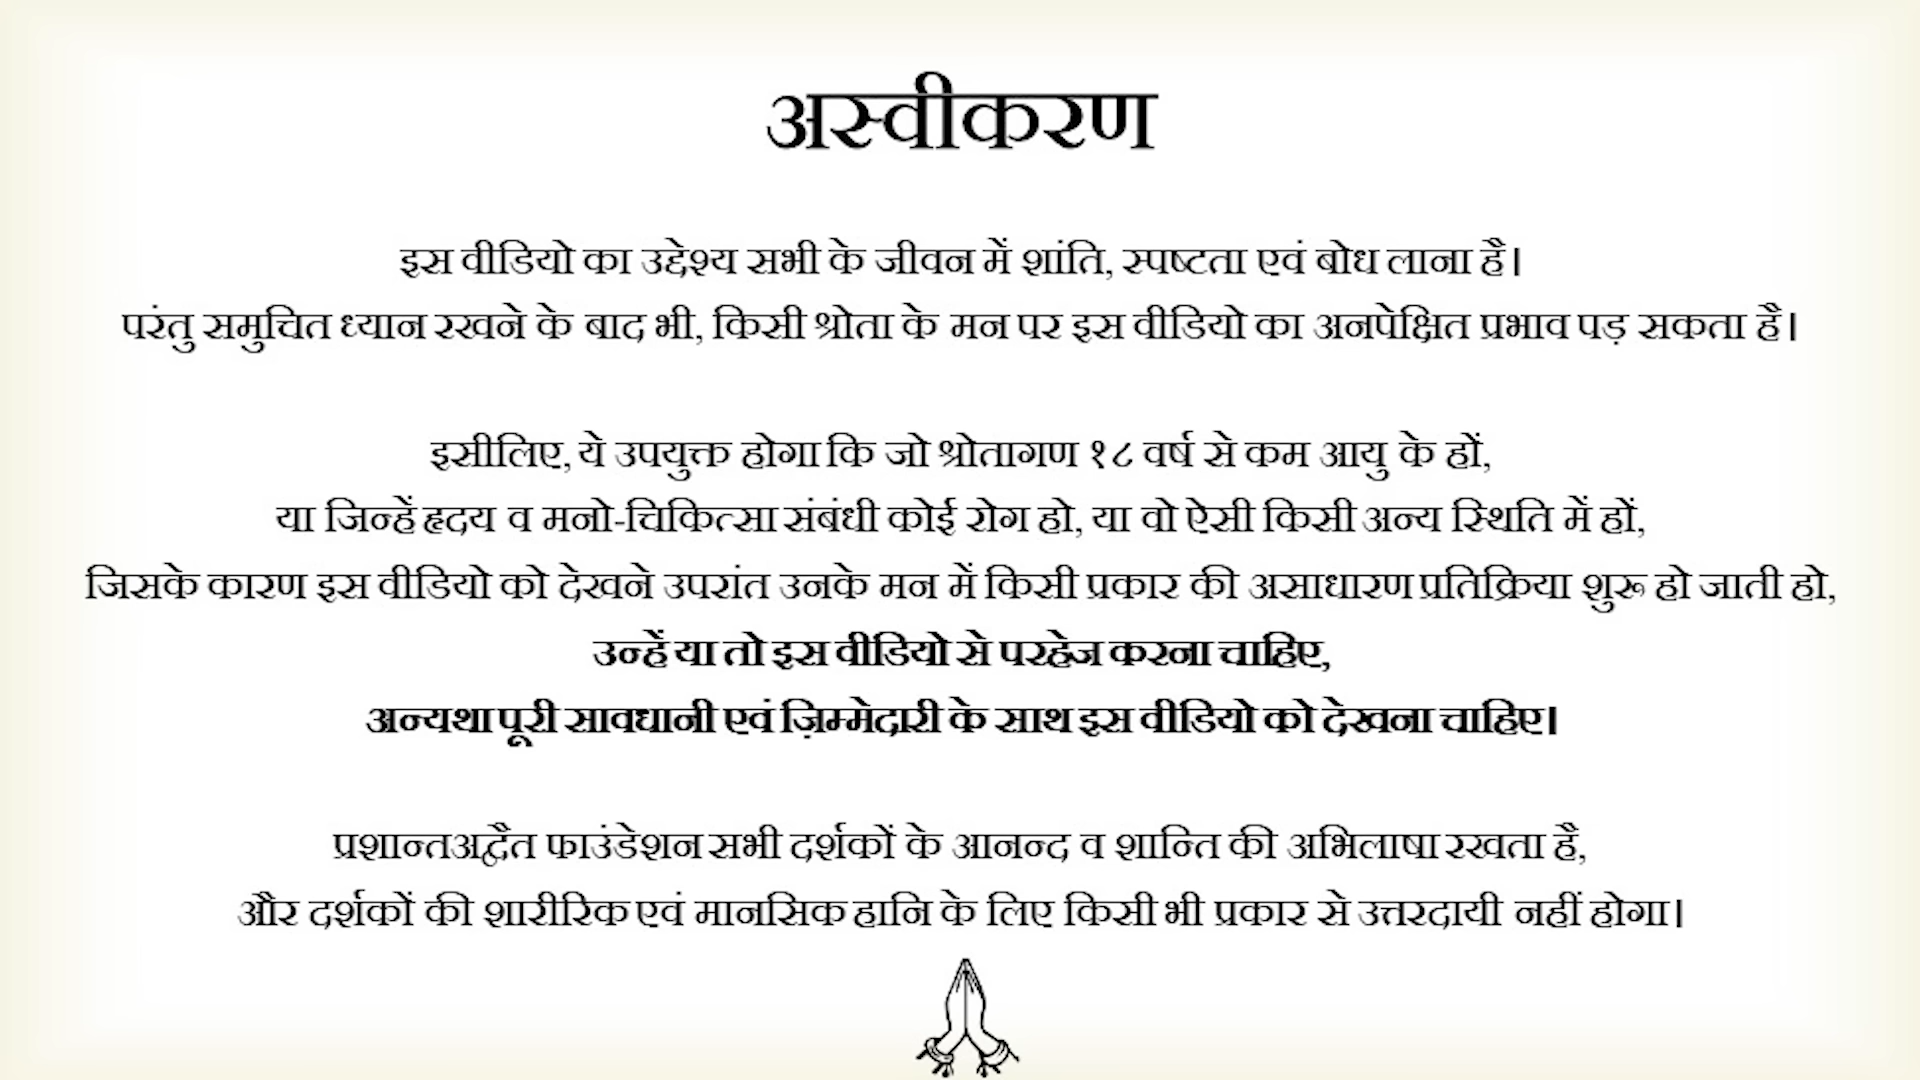 अस्वीकरण
इस वीडियो का उद्देश्य सभी के जीवन में शांति, स्पष्टता एवं बोध लाना है।
परंतु समुचित ध्यान रखने के बाद भी, किसी श्रोता के मन पर इस वीडियो का अनपेक्षित प्रभाव पड़ सकता है।
इसीलिए, ये उपयुक्त होगा कि जो श्रोतागण १८ वर्ष से कम आयु के हों,
या जिन्हें हृदय व मनो-चिकित्सा संबंधी कोई रोग हो, या वो ऐसी किसी अन्य स्थिति में हों,
जिसके कारण इस वीडियो को देखने उपरांत उनके मन में किसी प्रकार की असाधारण प्रतिक्रिया शुरू हो जाती हो,
उन्हें या तो इस वीडियो से परहेज करना चाहिए,
अन्यथा पूरी सावधानी एवं ज़िम्मेदारी के साथ इस वीडियो को देखना चाहिए।
प्रशान्तअद्वैत फाउंडेशन सभी दर्शकों के आनन्द व शान्ति की अभिलाषा रखता है,
और दर्शकों की शारीरिक एवं मानसिक हानि के लिए किसी भी प्रकार से उत्तरदायी नहीं होगा।